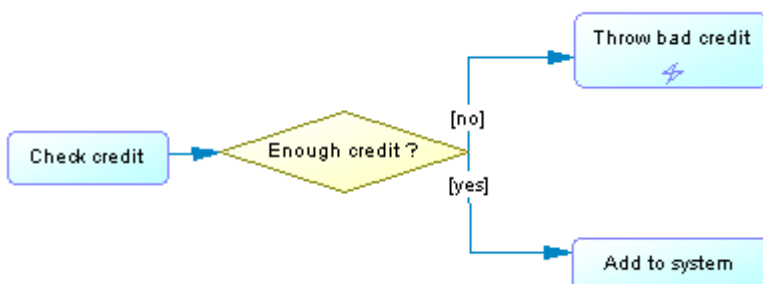 Throw bad credit
[no]
Check credit
Enough credit ?
[yes]
Add to system